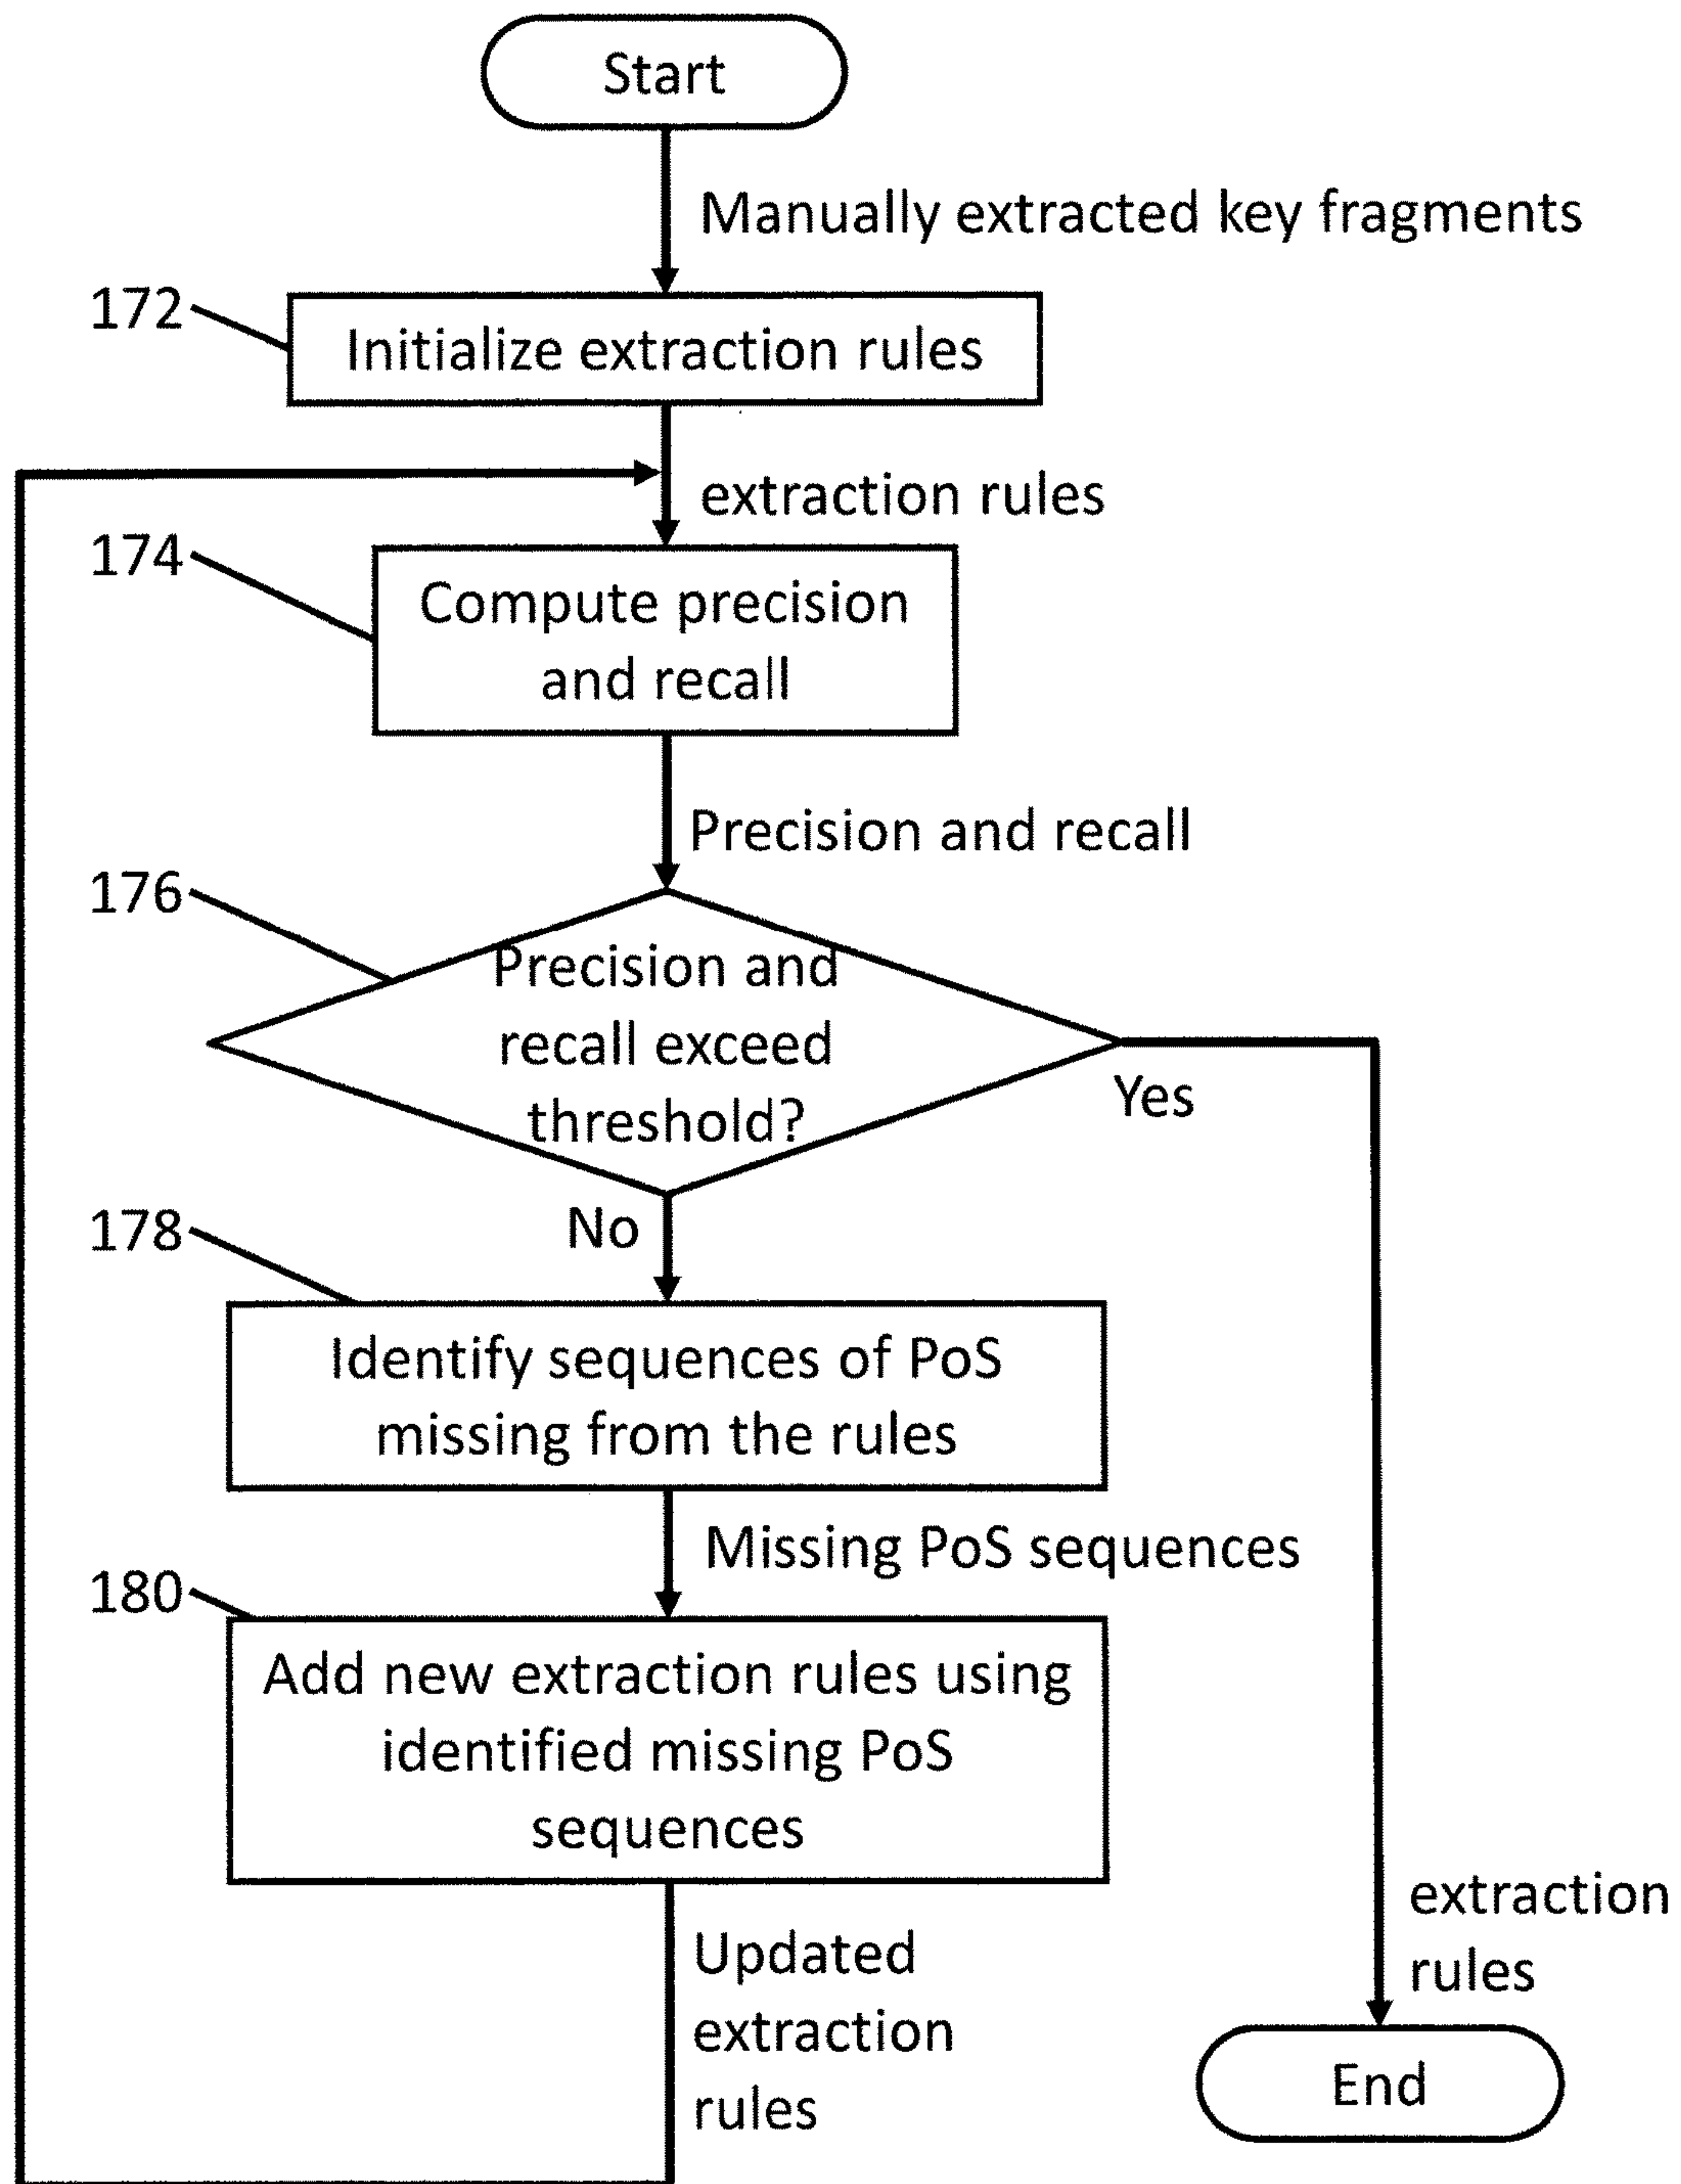 Start
Manually extracted key fragments
172
Initialize extraction rules
extraction rules
174
Compute precision
and recall
Precision and recall
176
Precision and
recall exceed
threshold?
Yes
No
178
Identify sequences of PoS
missing from the rules
Missing PoS sequences
180
Add new extraction rules using
identified missing PoS
sequences
Updated
extraction
rules
extraction
rules
End